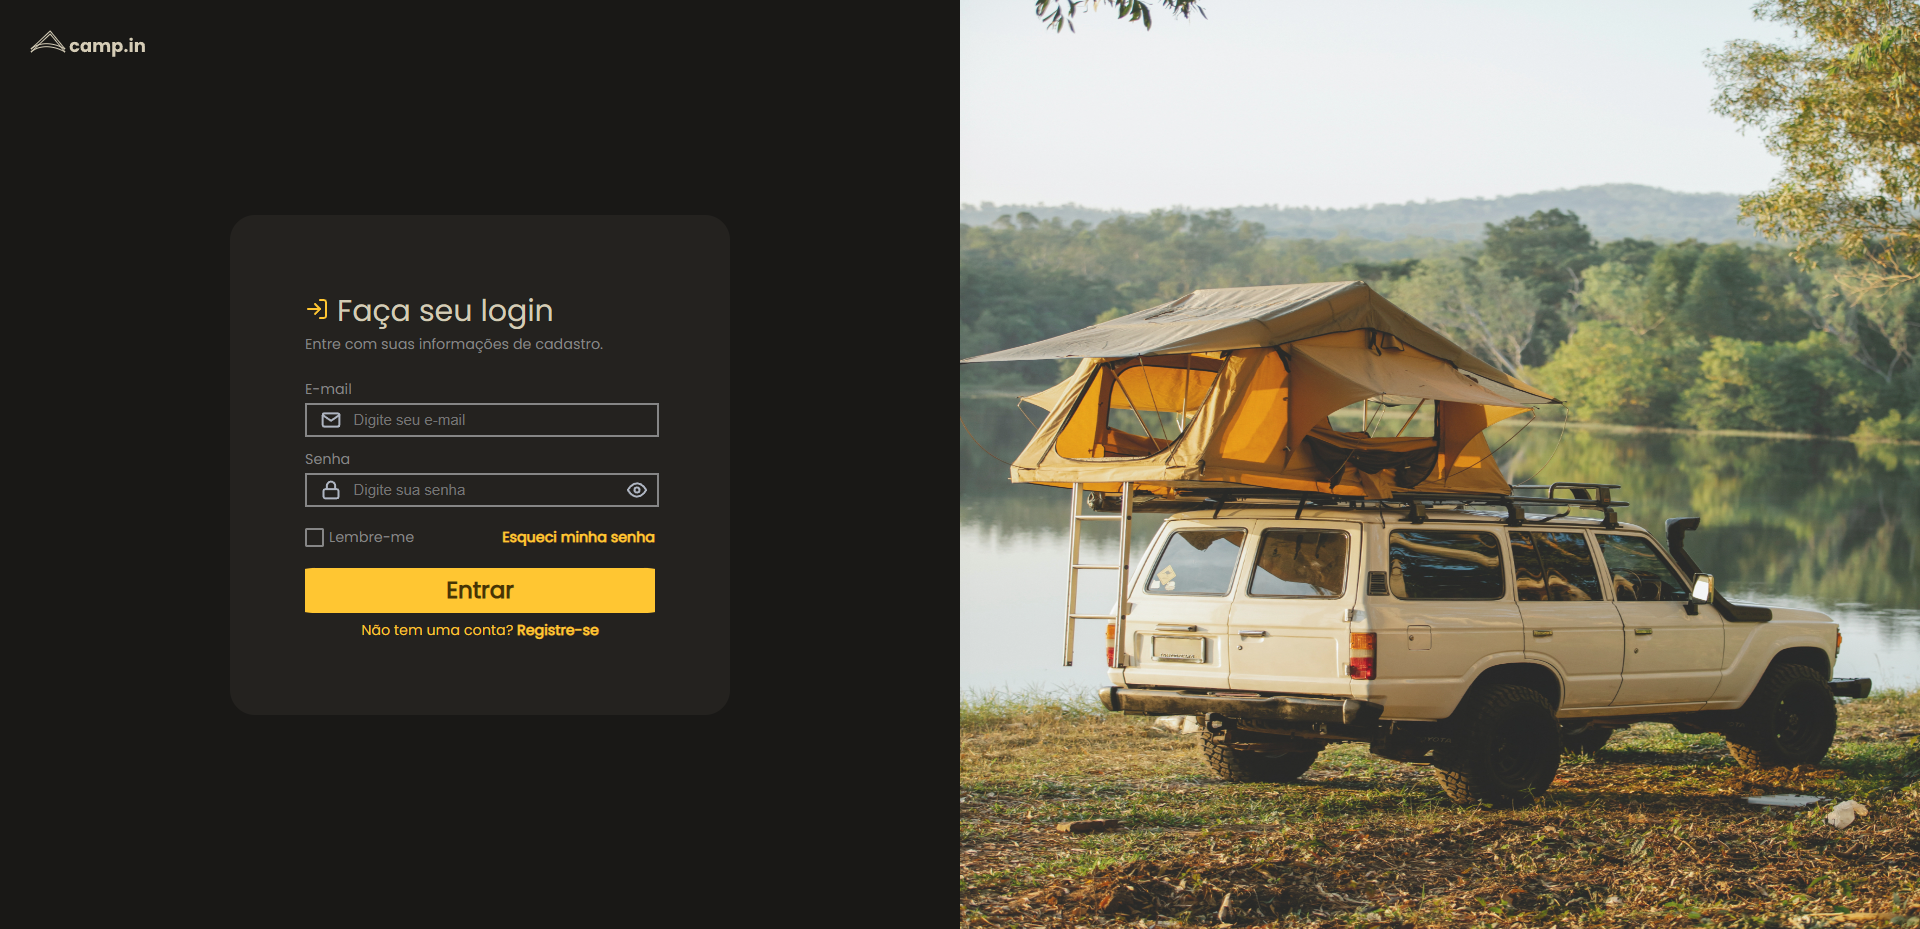 camp.in
Faça seu login
Entre com suas informações de cadastro.
E-mail
Digite seu e-mail
Senha
Digite sua senha
Lembre-me Esqueci minha senha
Entrar
Não tem uma conta? Registre-se